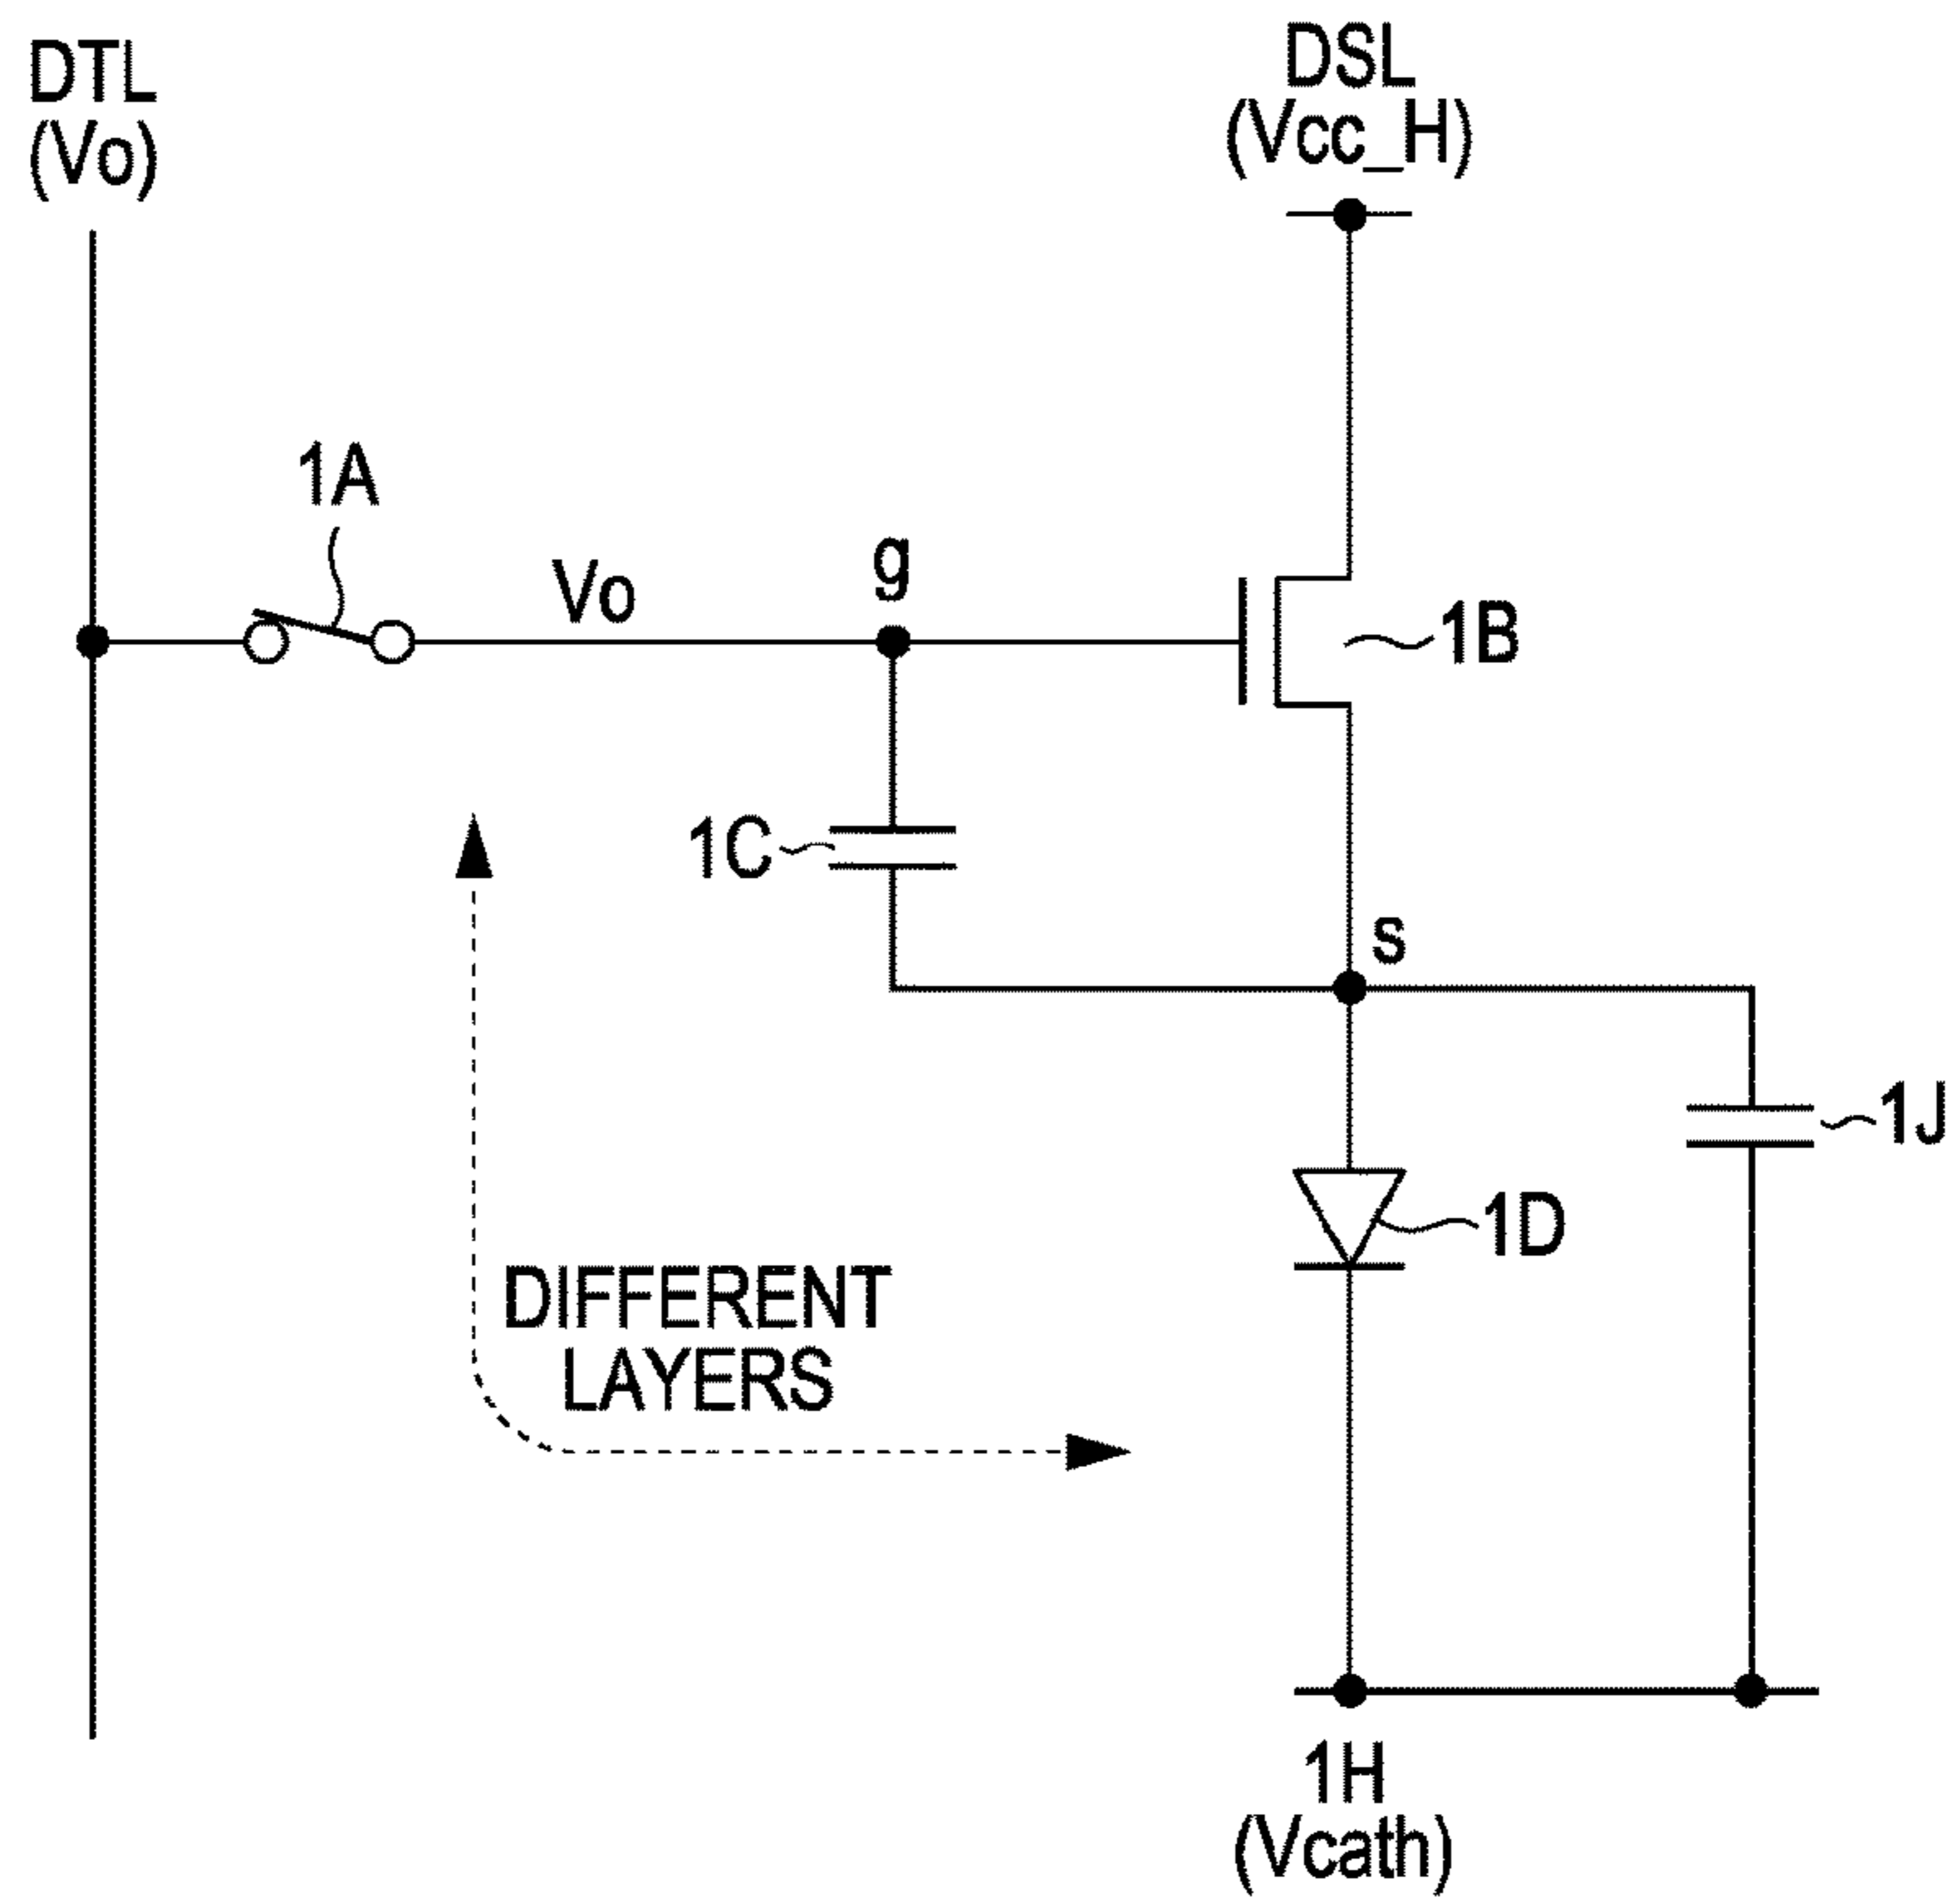 DTL
(Vo)
DSL
(Vcc_H)
1A
Vo
g
1B
1C
s
1J
1D
DIFFERENT
LAYERS
1H
(Vcath)